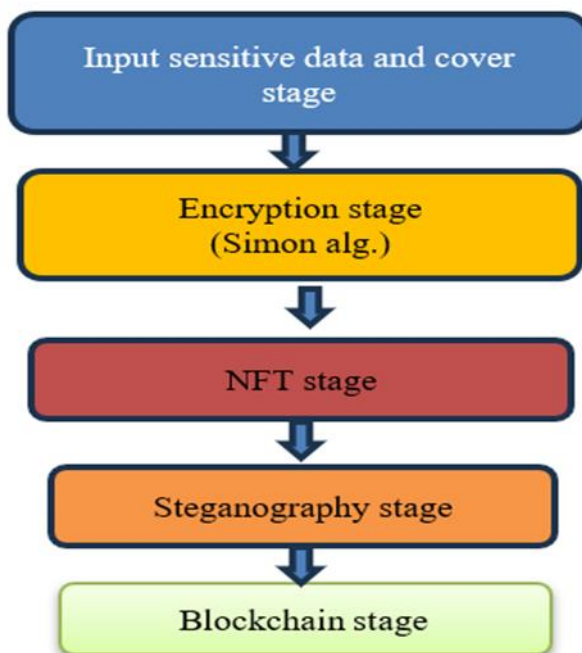 Input sensitive data and cover
stage
Encryption stage
(Simon alg.)
NFT stage
Steganography stage
Blockchain stage